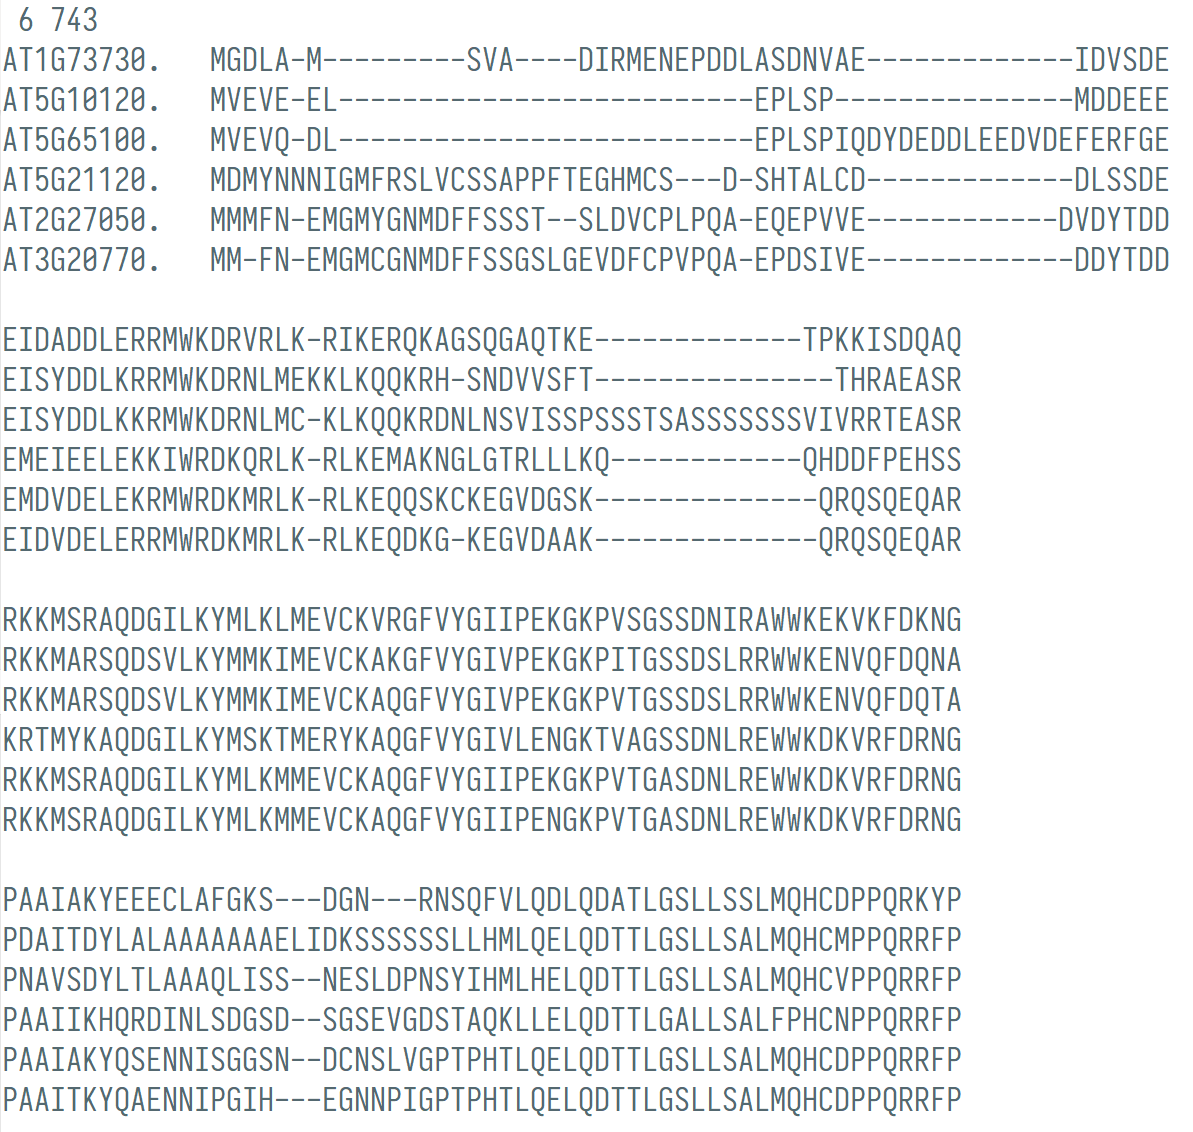 6 743
AT1G73730.   MGDLA-M---------SVA----DIRMENEPDDLASDNVAE-------------IDVSDE
AT5G10120.   MVEVE-EL--------------------------EPLSP---------------MDDEEE
AT5G65100.   MVEVQ-DL--------------------------EPLSPIQDYDEDDLEEDVDEFERFGE
AT5G21120.   MDMYNNNIGMFRSLVCSSAPPFTEGHMCS---D-SHTALCD-------------DLSSDE
AT2G27050.   MMMFN-EMGMYGNMDFFSSST--SLDVCPLPQA-EQEPVVE------------DVDYTDD
AT3G20770.   MM-FN-EMGMCGNMDFFSSGSLGEVDFCPVPQA-EPDSIVE-------------DDYTDD

EIDADDLERRMWKDRVRLK-RIKERQKAGSQGAQTKE-------------TPKKISDQAQ
EISYDDLKRRMWKDRNLMEKKLKQQKRH-SNDVVSFT---------------THRAEASR
EISYDDLKKRMWKDRNLMC-KLKQQKRDNLNSVISSPSSSTSASSSSSSSVIVRRTEASR
EMEIEELEKKIWRDKQRLK-RLKEMAKNGLGTRLLLKQ------------QHDDFPEHSS
EMDVDELEKRMWRDKMRLK-RLKEQQSKCKEGVDGSK--------------QRQSQEQAR
EIDVDELERRMWRDKMRLK-RLKEQDKG-KEGVDAAK--------------QRQSQEQAR

RKKMSRAQDGILKYMLKLMEVCKVRGFVYGIIPEKGKPVSGSSDNIRAWWKEKVKFDKNG
RKKMARSQDSVLKYMMKIMEVCKAKGFVYGIVPEKGKPITGSSDSLRRWWKENVQFDQNA
RKKMARSQDSVLKYMMKIMEVCKAQGFVYGIVPEKGKPVTGSSDSLRRWWKENVQFDQTA
KRTMYKAQDGILKYMSKTMERYKAQGFVYGIVLENGKTVAGSSDNLREWWKDKVRFDRNG
RKKMSRAQDGILKYMLKMMEVCKAQGFVYGIIPEKGKPVTGASDNLREWWKDKVRFDRNG
RKKMSRAQDGILKYMLKMMEVCKAQGFVYGIIPENGKPVTGASDNLREWWKDKVRFDRNG

PAAIAKYEEECLAFGKS---DGN---RNSQFVLQDLQDATLGSLLSSLMQHCDPPQRKYP
PDAITDYLALAAAAAAAELIDKSSSSSSLLHMLQELQDTTLGSLLSALMQHCMPPQRRFP
PNAVSDYLTLAAAQLISS--NESLDPNSYIHMLHELQDTTLGSLLSALMQHCVPPQRRFP
PAAIIKHQRDINLSDGSD--SGSEVGDSTAQKLLELQDTTLGALLSALFPHCNPPQRRFP
PAAIAKYQSENNISGGSN--DCNSLVGPTPHTLQELQDTTLGSLLSALMQHCDPPQRRFP
PAAITKYQAENNIPGIH---EGNNPIGPTPHTLQELQDTTLGSLLSALMQHCDPPQRRFP